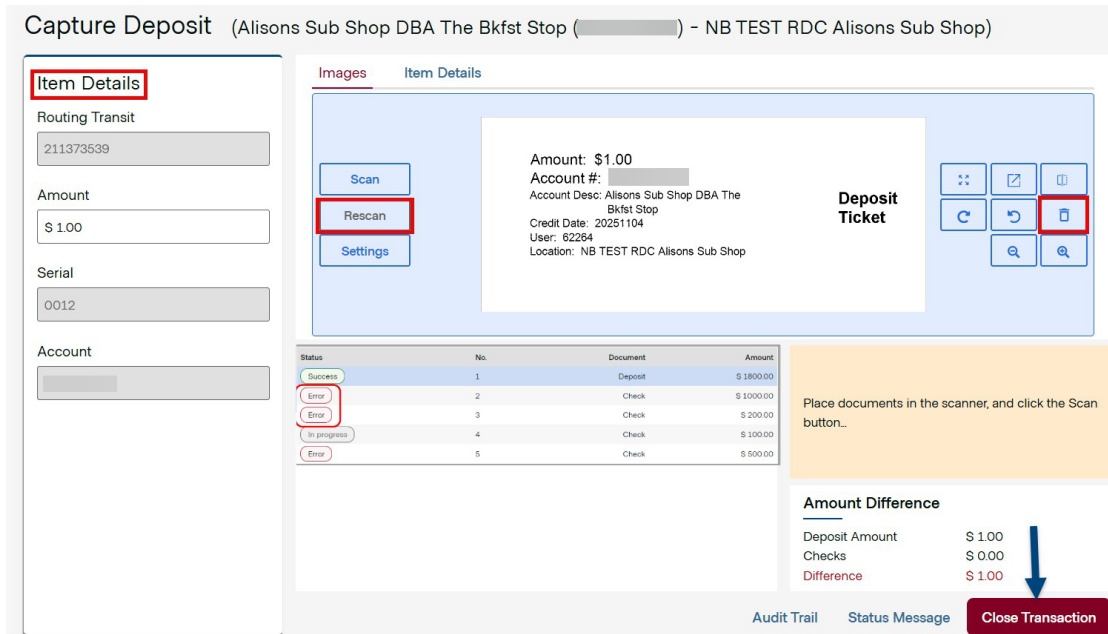 Capture Deposit (Alisons Sub Shop DBA The Bkfst Stop ( ) - NB TEST RDC Alisons Sub Shop)
Item Details
Routing Transit
211373539
Amount
$ 1.00
Serial
0012
Account
Images Item Details
Scan
Rescan
Settings
Amount: $1.00
Account #:
Account Desc: Alisons Sub Shop DBA The
Bkfst Stop
Credit Date: 20251104
User: 62264
Location: NB TEST RDC Alisons Sub Shop
Deposit
Ticket
Status No. Document Amount
Success 1 Deposit $ 1800.00
Error 2 Check $ 1000.00
Error 3 Check $ 200.00
In progress 4 Check $ 100.00
Error 5 Check $ 500.00
Place documents in the scanner, and click the Scan
button...
Amount Difference
Deposit Amount $ 1.00
Checks $ 0.00
Difference $ 1.00
Audit Trail Status Message Close Transaction